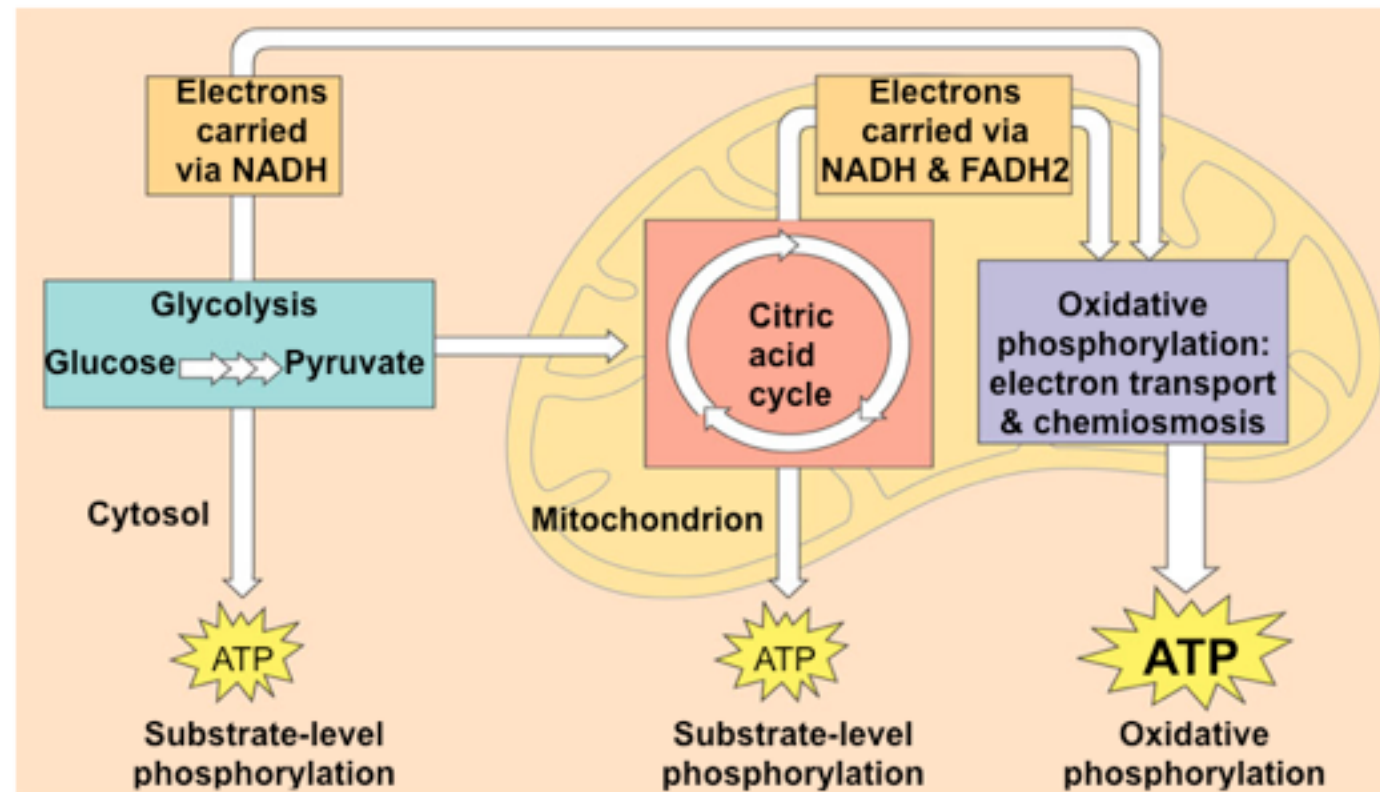 Electrons
carried
via NADH
Electrons
carried via
NADH & FADH2
Glycolysis
Glucose Pyruvate
Citric
acid
cycle
Oxidative
phosphorylation:
electron transport
& chemiosmosis
Cytosol
Mitochondrion
ATP
ATP
ATP
Substrate-level
phosphorylation
Substrate-level
phosphorylation
Oxidative
phosphorylation